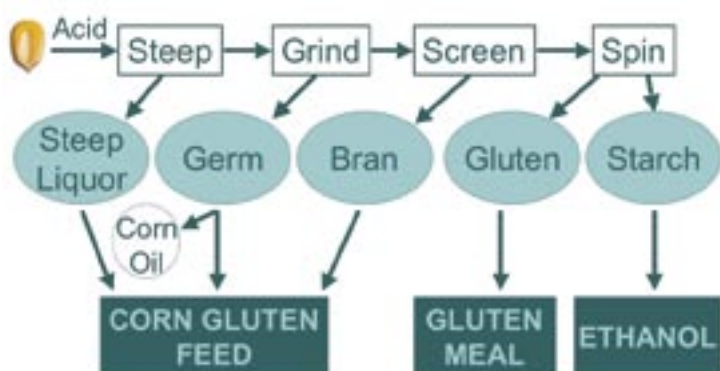 Acid
Steep
Grind
Screen
Spin
Steep
Liquor
Germ
Bran
Gluten
Starch
Corn
Oil
CORN GLUTEN
FEED
GLUTEN
MEAL
ETHANOL